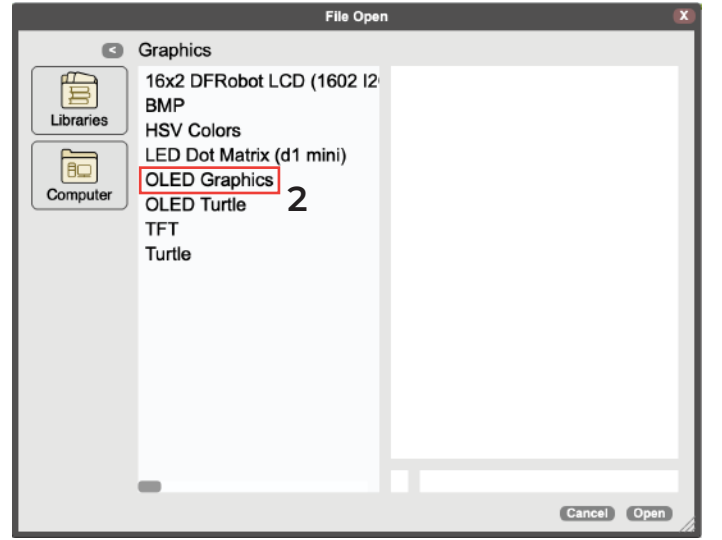 File Open
X
<
Graphics
Libraries
Computer
16x2 DFRobot LCD (1602 I2
BMP
HSV Colors
LED Dot Matrix (d1 mini)
OLED Graphics
2
OLED Turtle
TFT
Turtle
Cancel
Open